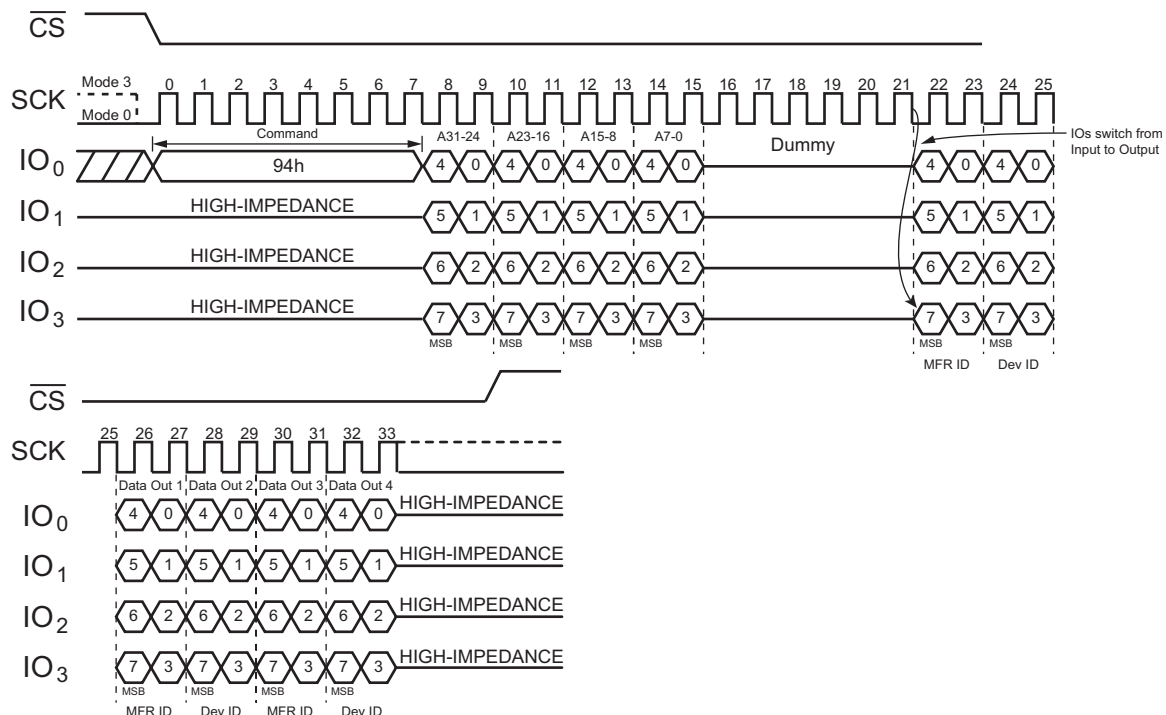 CS
Mode 3
SCK
Mode 0
0 1 2 3 4 5 6 7 8 9 10 11 12 13 14 15 16 17 18 19 20 21 22 23 24 25
Command A31-24 A23-16 A15-8 A7-0
Dummy
IOs switch from
Input to Output
IO0 94h 4 0 4 0 4 0 4 0 4 0 4 0
IO1 HIGH-IMPEDANCE 5 1 5 1 5 1 5 1 5 1 5 1
IO2 HIGH-IMPEDANCE 6 2 6 2 6 2 6 2 6 2 6 2
IO3 HIGH-IMPEDANCE 7 3 7 3 7 3 7 3 7 3 7 3
MSB MSB MSB MSB MSB MSB
MFR ID Dev ID
CS
25 26 27 28 29 30 31 32 33
SCK
Data Out 1 Data Out 2 Data Out 3 Data Out 4
IO0 4 0 4 0 4 0 4 0 HIGH-IMPEDANCE
IO1 5 1 5 1 5 1 5 1 HIGH-IMPEDANCE
IO2 6 2 6 2 6 2 6 2 HIGH-IMPEDANCE
IO3 7 3 7 3 7 3 7 3 HIGH-IMPEDANCE
MSB MSB MSB MSB
MFR ID Dev ID MFR ID Dev ID